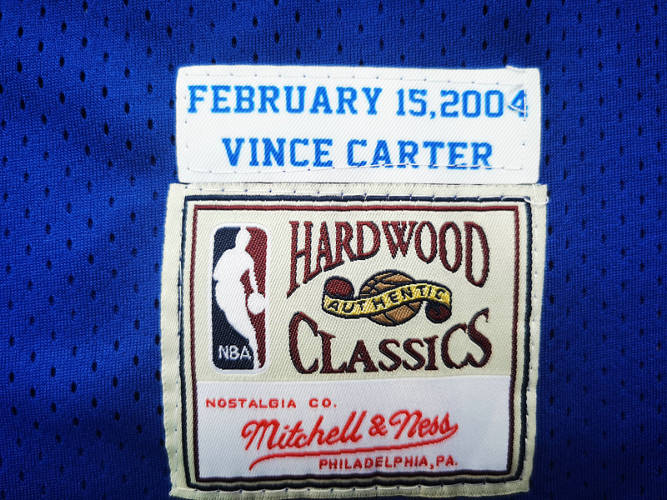 FEBRUARY 15,2004
VINCE CARTER
HARDWOOD
AUTHENTIC
CLASSICS
NBA
NOSTALGIA CO.
Mitchell & Ness
PHILADELPHIA, PA.